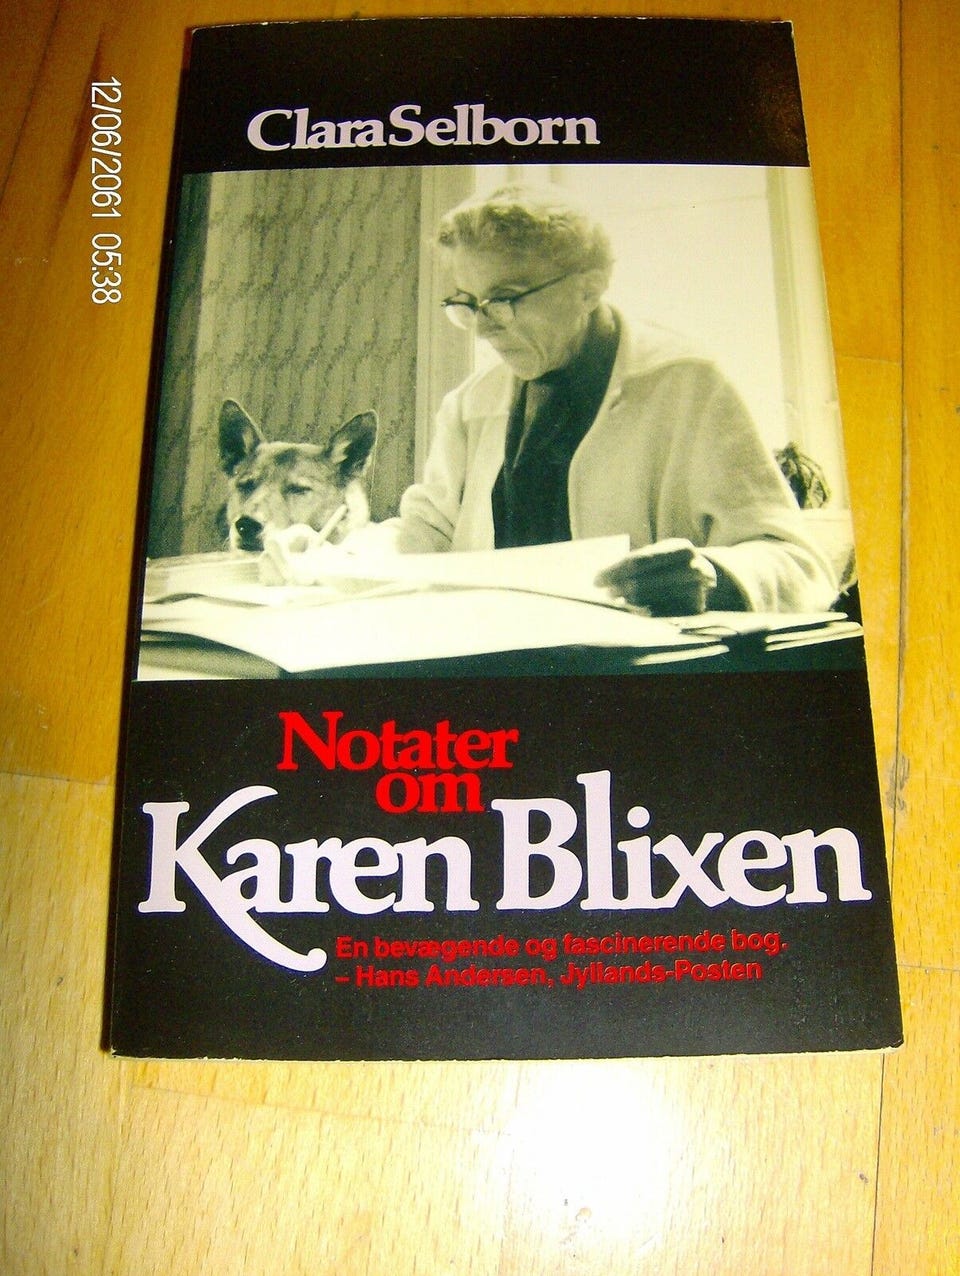 12/06/2061 05:38
Clara Selborn
Notater
om
Karen Blixen
En bevægende og fascinerende bog.
– Hans Andersen, Jyllands-Posten